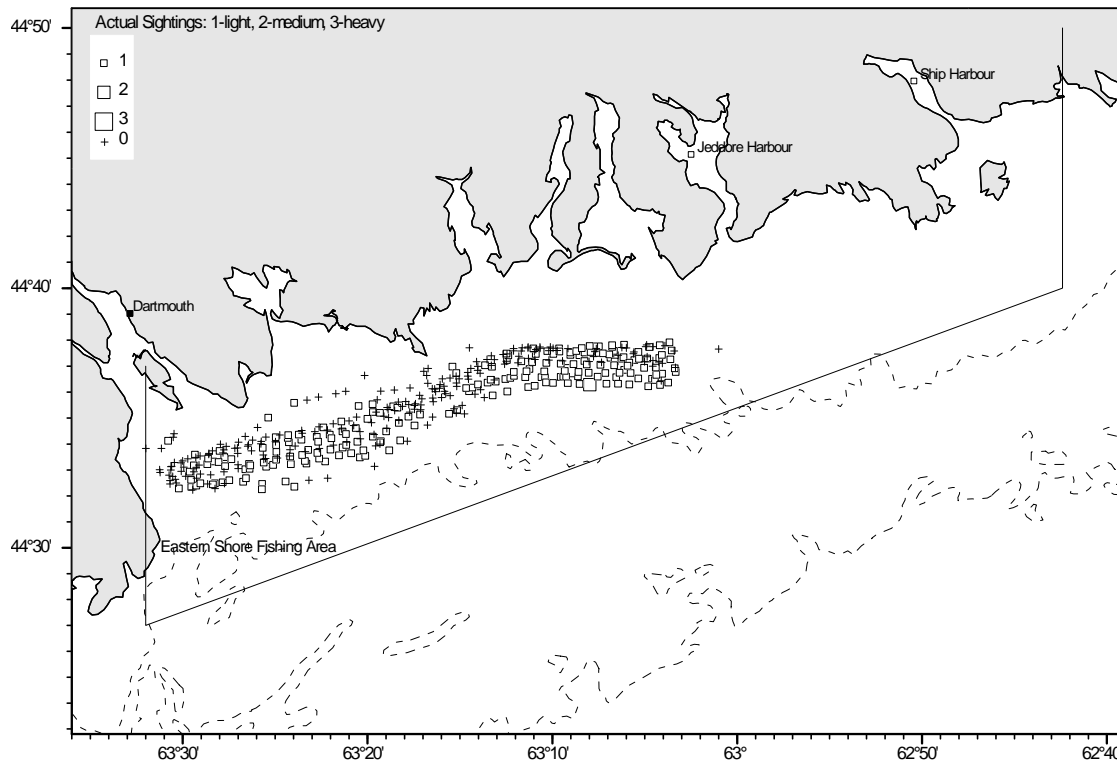 Actual Sightings: 1-light, 2-medium, 3-heavy
44°50'
1
2
3
0
Ship Harbour
Jeddore Harbour
44°40'
Dartmouth
44°30'
Eastern Shore Fishing Area
63°30'
63°20'
63°10'
63°
62°50'
62°40'